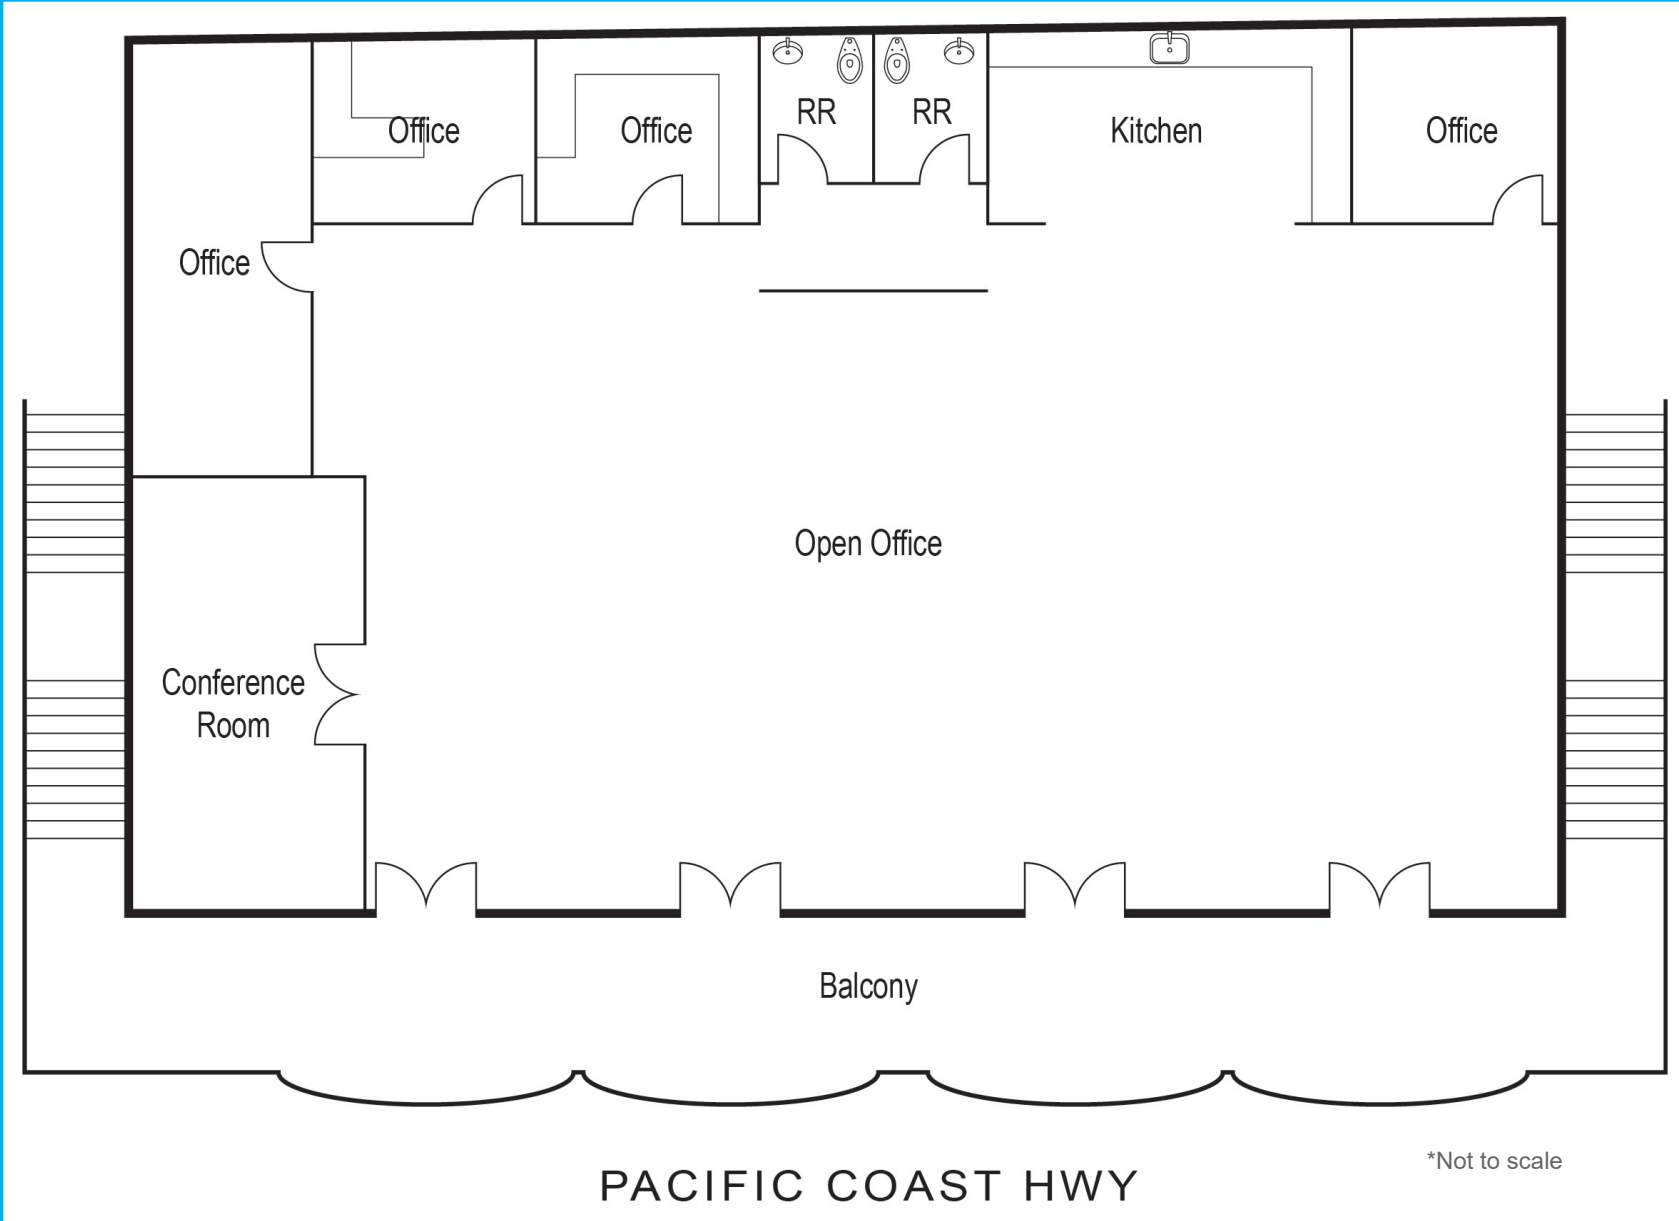 RR
RR
Office
Office
Kitchen
Office
Office
Open Office
Conference
Room
Balcony
*Not to scale
PACIFIC COAST HWY